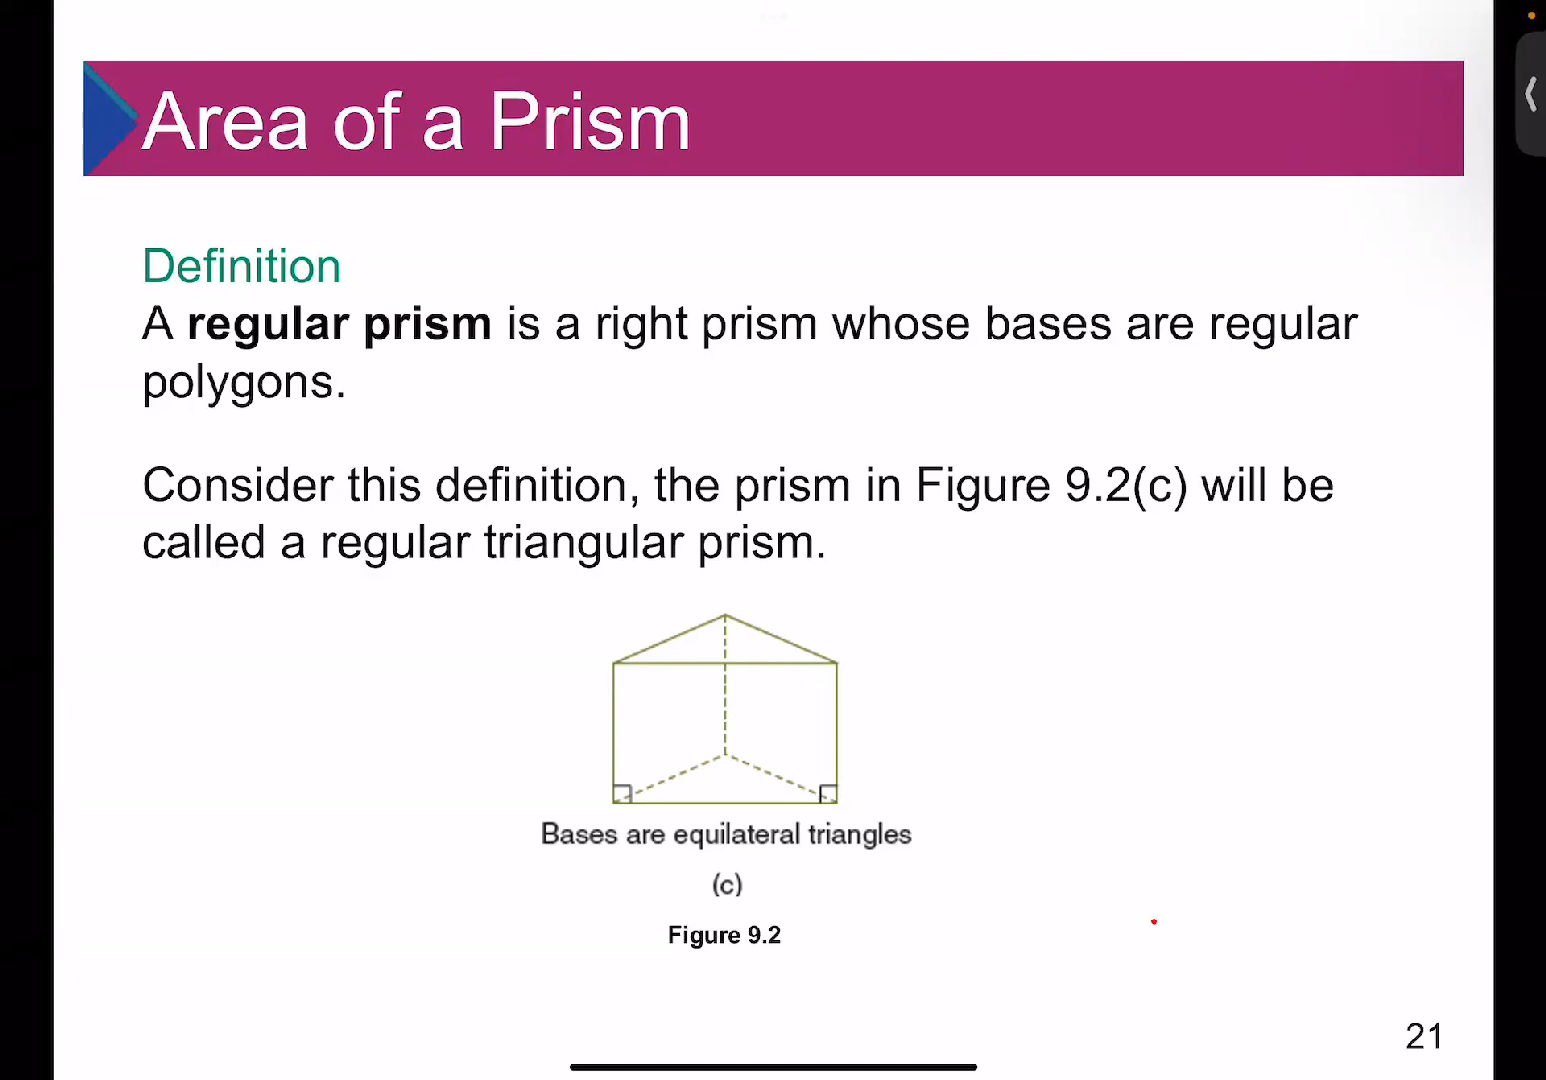 Area of a Prism
Definition
A regular prism is a right prism whose bases are regular
polygons.
Consider this definition, the prism in Figure 9.2(c) will be
called a regular triangular prism.
Bases are equilateral triangles
(c)
Figure 9.2
21